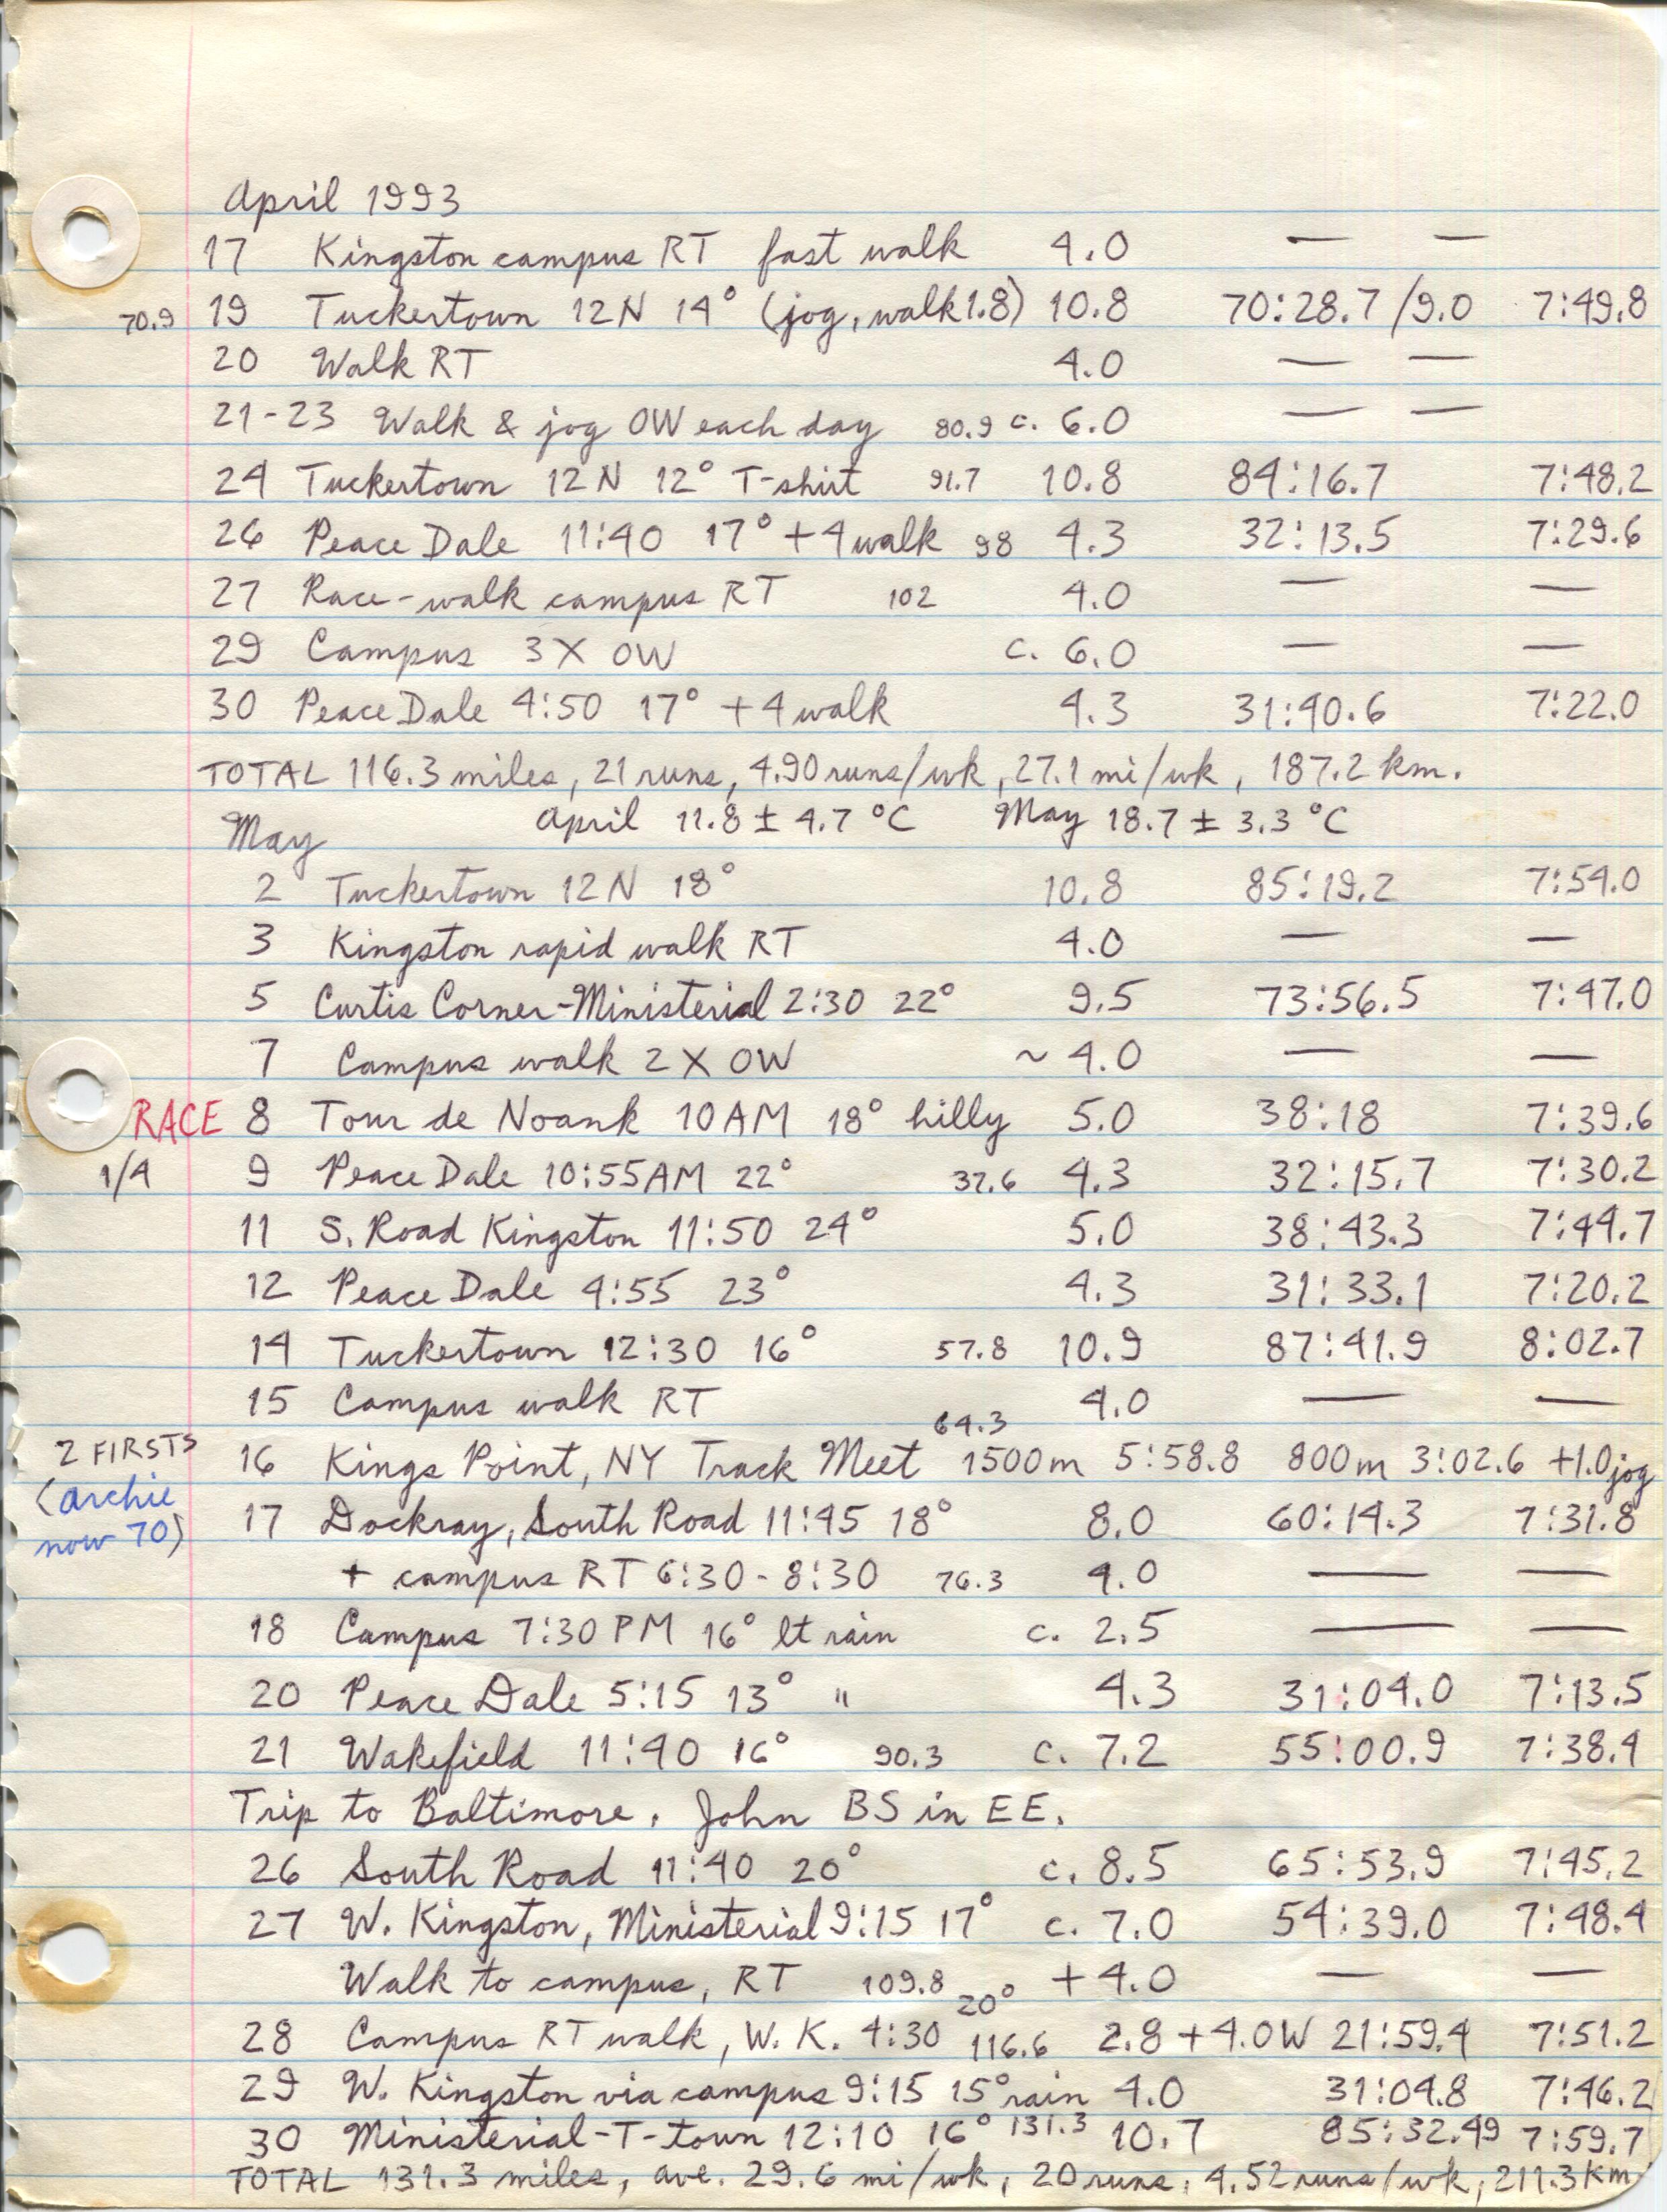 April 1993
17 Kingston campus RT fast walk 4.0 — —
70.9 19 Tuckertown 12N 14° (jog, walk 1.8) 10.8 70:28.7 /9.0 7:49.8
20 Walk RT 4.0 — —
21-23 Walk & jog OW each day 80.9 c. 6.0 — —
24 Tuckertown 12N 12° T-shirt 91.7 10.8 84:16.7 7:48.2
26 Peace Dale 11:40 17° + 4 walk 98 4.3 32:13.5 7:29.6
27 Race-walk campus RT 102 4.0 — —
29 Campus 3X OW c. 6.0 — —
30 Peace Dale 4:50 17° + 4 walk 4.3 31:40.6 7:22.0
TOTAL 116.3 miles, 21 runs, 4.90 runs/wk, 27.1 mi/wk, 187.2 km.
April 11.8 ± 4.7 °C May 18.7 ± 3.3 °C
May
2 Tuckertown 12N 18° 10.8 85:19.2 7:54.0
3 Kingston rapid walk RT 4.0 — —
5 Curtis Corner-Ministerial 2:30 22° 9.5 73:56.5 7:47.0
7 Campus walk 2X OW ~ 4.0 — —
RACE 8 Tour de Noank 10AM 18° hilly 5.0 38:18 7:39.6
1/4 9 Peace Dale 10:55AM 22° 37.6 4.3 32:15.7 7:30.2
11 S. Road Kingston 11:50 24° 5.0 38:43.3 7:44.7
12 Peace Dale 4:55 23° 4.3 31:33.1 7:20.2
14 Tuckertown 12:30 16° 57.8 10.9 87:41.9 8:02.7
15 Campus walk RT 4.0 — —
64.3
2 FIRSTS 16 Kings Point, NY Track Meet 1500m 5:58.8 800m 3:02.6 +1.0 jog
(Archie
now 70)
17 Dockray, South Road 11:45 18° 8.0 60:14.3 7:31.8
+ campus RT 6:30-8:30 76.3 4.0 — —
18 Campus 7:30 PM 16° lt rain c. 2.5 — —
20 Peace Dale 5:15 13° " 4.3 31:04.0 7:13.5
21 Wakefield 11:40 16° 90.3 c. 7.2 55:00.9 7:38.4
Trip to Baltimore. John BS in EE.
26 South Road 11:40 20° c. 8.5 65:53.9 7:45.2
27 W. Kingston, Ministerial 9:15 17° c. 7.0 54:39.0 7:48.4
Walk to campus, RT 109.8 + 4.0 — —
28 Campus RT walk, W. K. 4:30 20° 116.6 2.8 + 4.0W 21:59.4 7:51.2
29 W. Kingston via campus 9:15 15° rain 4.0 31:04.8 7:46.2
30 Ministerial-T-town 12:10 16° 131.3 10.7 85:32.49 7:59.7
TOTAL 131.3 miles, ave. 29.6 mi/wk, 20 runs, 4.52 runs/wk, 211.3 km